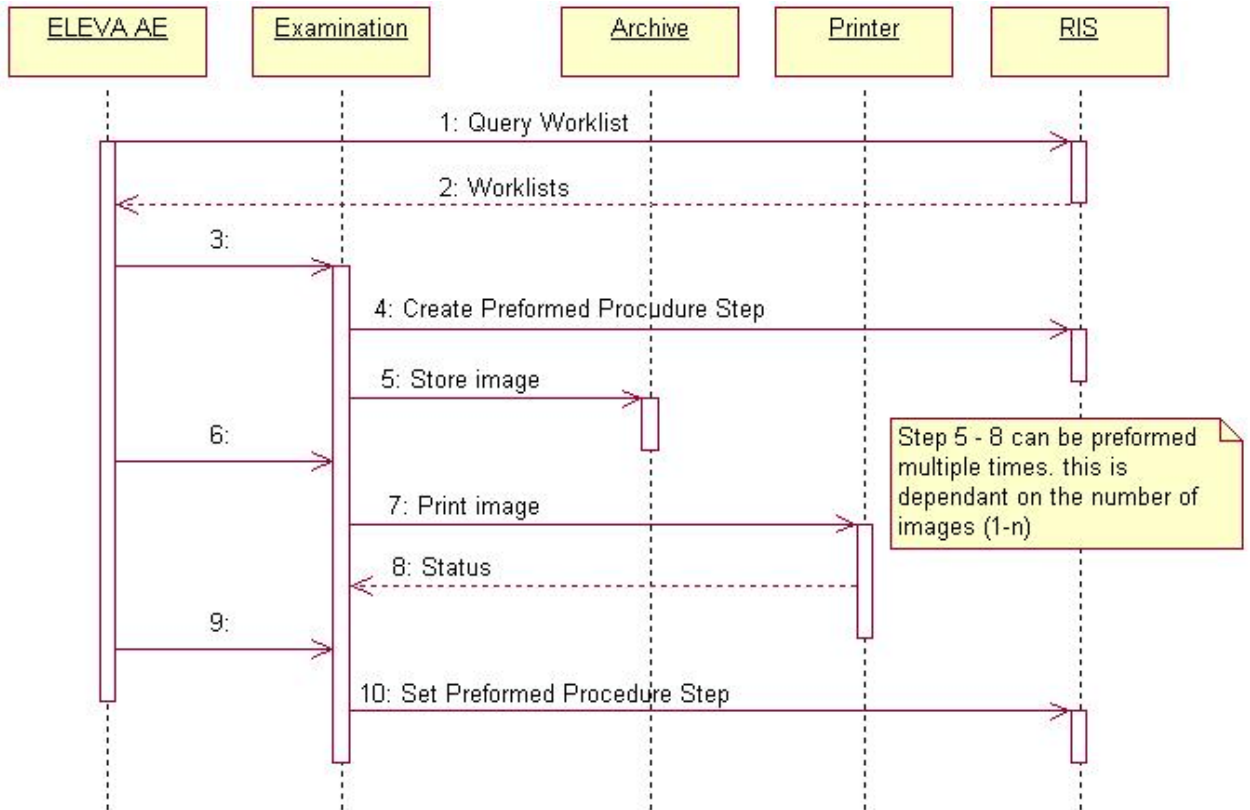 ELEVA AE
Examination
Archive
Printer
RIS
1: Query Worklist
2: Worklists
3:
4: Create Preformed Procudure Step
5: Store image
6:
Step 5 - 8 can be preformed
multiple times. this is
dependant on the number of
images (1-n)
7: Print image
8: Status
9:
10: Set Preformed Procedure Step